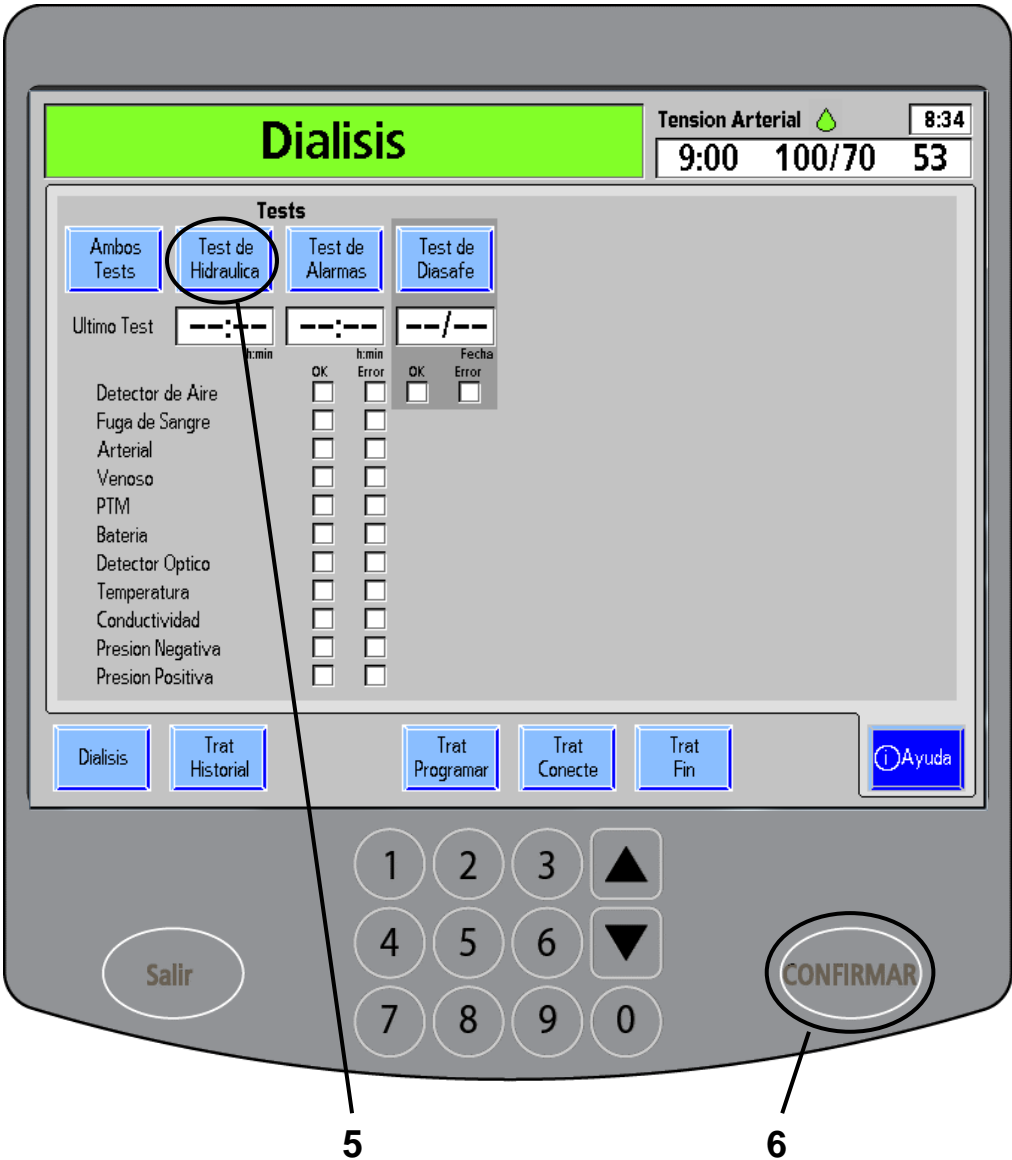 Dialisis
Tension Arterial 8:34
9:00 100/70 53
Tests
Ambos Tests
Test de Hidraulica
Test de Alarmas
Test de Diasafe
Ultimo Test --:-- --:-- --/--
h:min h:min Fecha
OK Error OK Error
Detector de Aire
Fuga de Sangre
Arterial
Venoso
PTM
Bateria
Detector Optico
Temperatura
Conductividad
Presion Negativa
Presion Positiva
Dialisis
Trat Historial
Trat Programar
Trat Conecte
Trat Fin
i Ayuda
1 2 3
4 5 6
Salir
CONFIRMAR
7 8 9 0
5 6